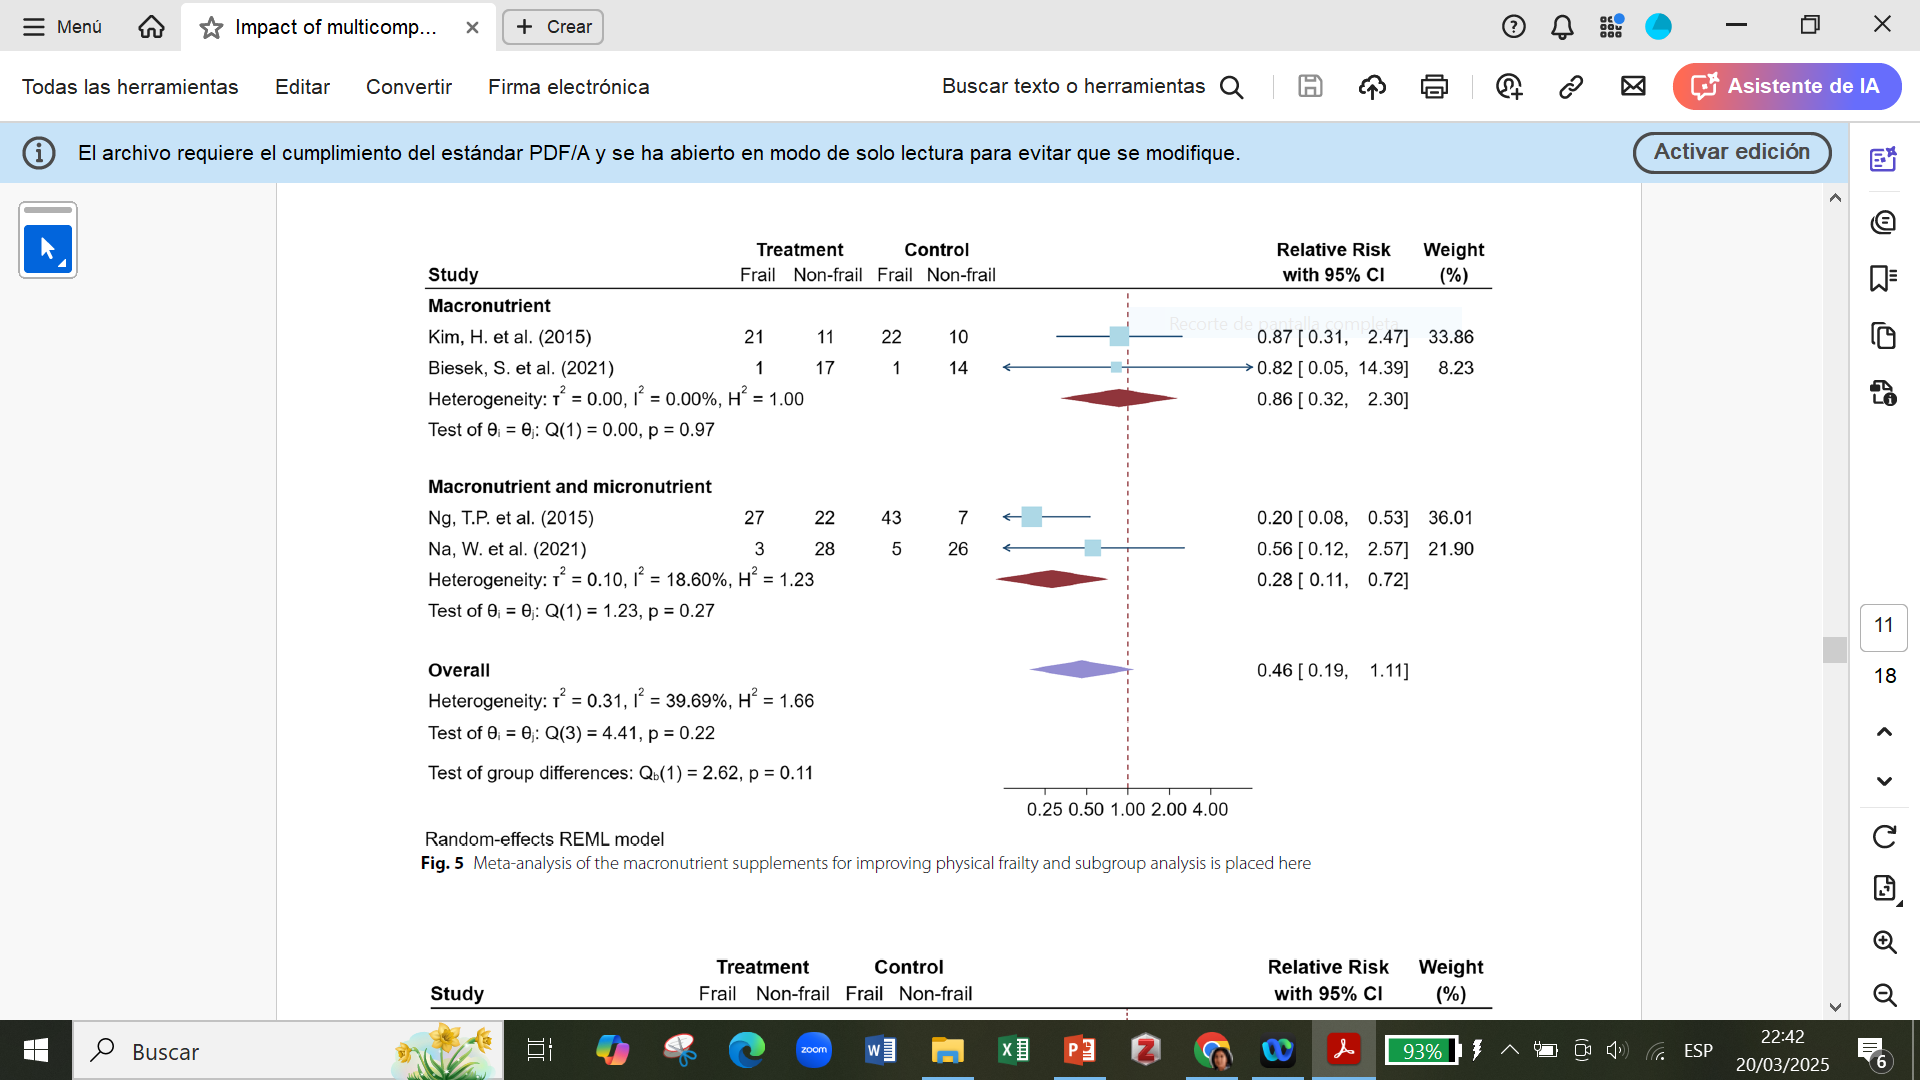 Menú
Impact of multicomp...
Crear
Todas las herramientas
Editar
Convertir
Firma electrónica
Buscar texto o herramientas
Asistente de IA
El archivo requiere el cumplimiento del estándar PDF/A y se ha abierto en modo de solo lectura para evitar que se modifique.
Activar edición
Treatment Control Relative Risk Weight
Study Frail Non-frail Frail Non-frail with 95% CI (%)
Recorte de pantalla completa
Macronutrient
Kim, H. et al. (2015) 21 11 22 10 0.87 [ 0.31, 2.47] 33.86
Biesek, S. et al. (2021) 1 17 1 14 0.82 [ 0.05, 14.39] 8.23
Heterogeneity: τ² = 0.00, I² = 0.00%, H² = 1.00 0.86 [ 0.32, 2.30]
Test of θᵢ = θⱼ: Q(1) = 0.00, p = 0.97
Macronutrient and micronutrient
Ng, T.P. et al. (2015) 27 22 43 7 0.20 [ 0.08, 0.53] 36.01
Na, W. et al. (2021) 3 28 5 26 0.56 [ 0.12, 2.57] 21.90
Heterogeneity: τ² = 0.10, I² = 18.60%, H² = 1.23 0.28 [ 0.11, 0.72]
Test of θᵢ = θⱼ: Q(1) = 1.23, p = 0.27
Overall 0.46 [ 0.19, 1.11]
Heterogeneity: τ² = 0.31, I² = 39.69%, H² = 1.66
Test of θᵢ = θⱼ: Q(3) = 4.41, p = 0.22
Test of group differences: Q_b(1) = 2.62, p = 0.11
0.25 0.50 1.00 2.00 4.00
Random-effects REML model
Fig. 5 Meta-analysis of the macronutrient supplements for improving physical frailty and subgroup analysis is placed here
Treatment Control Relative Risk Weight
Study Frail Non-frail Frail Non-frail with 95% CI (%)
11
18
Buscar
zoom
93%
ESP
22:42
20/03/2025
6